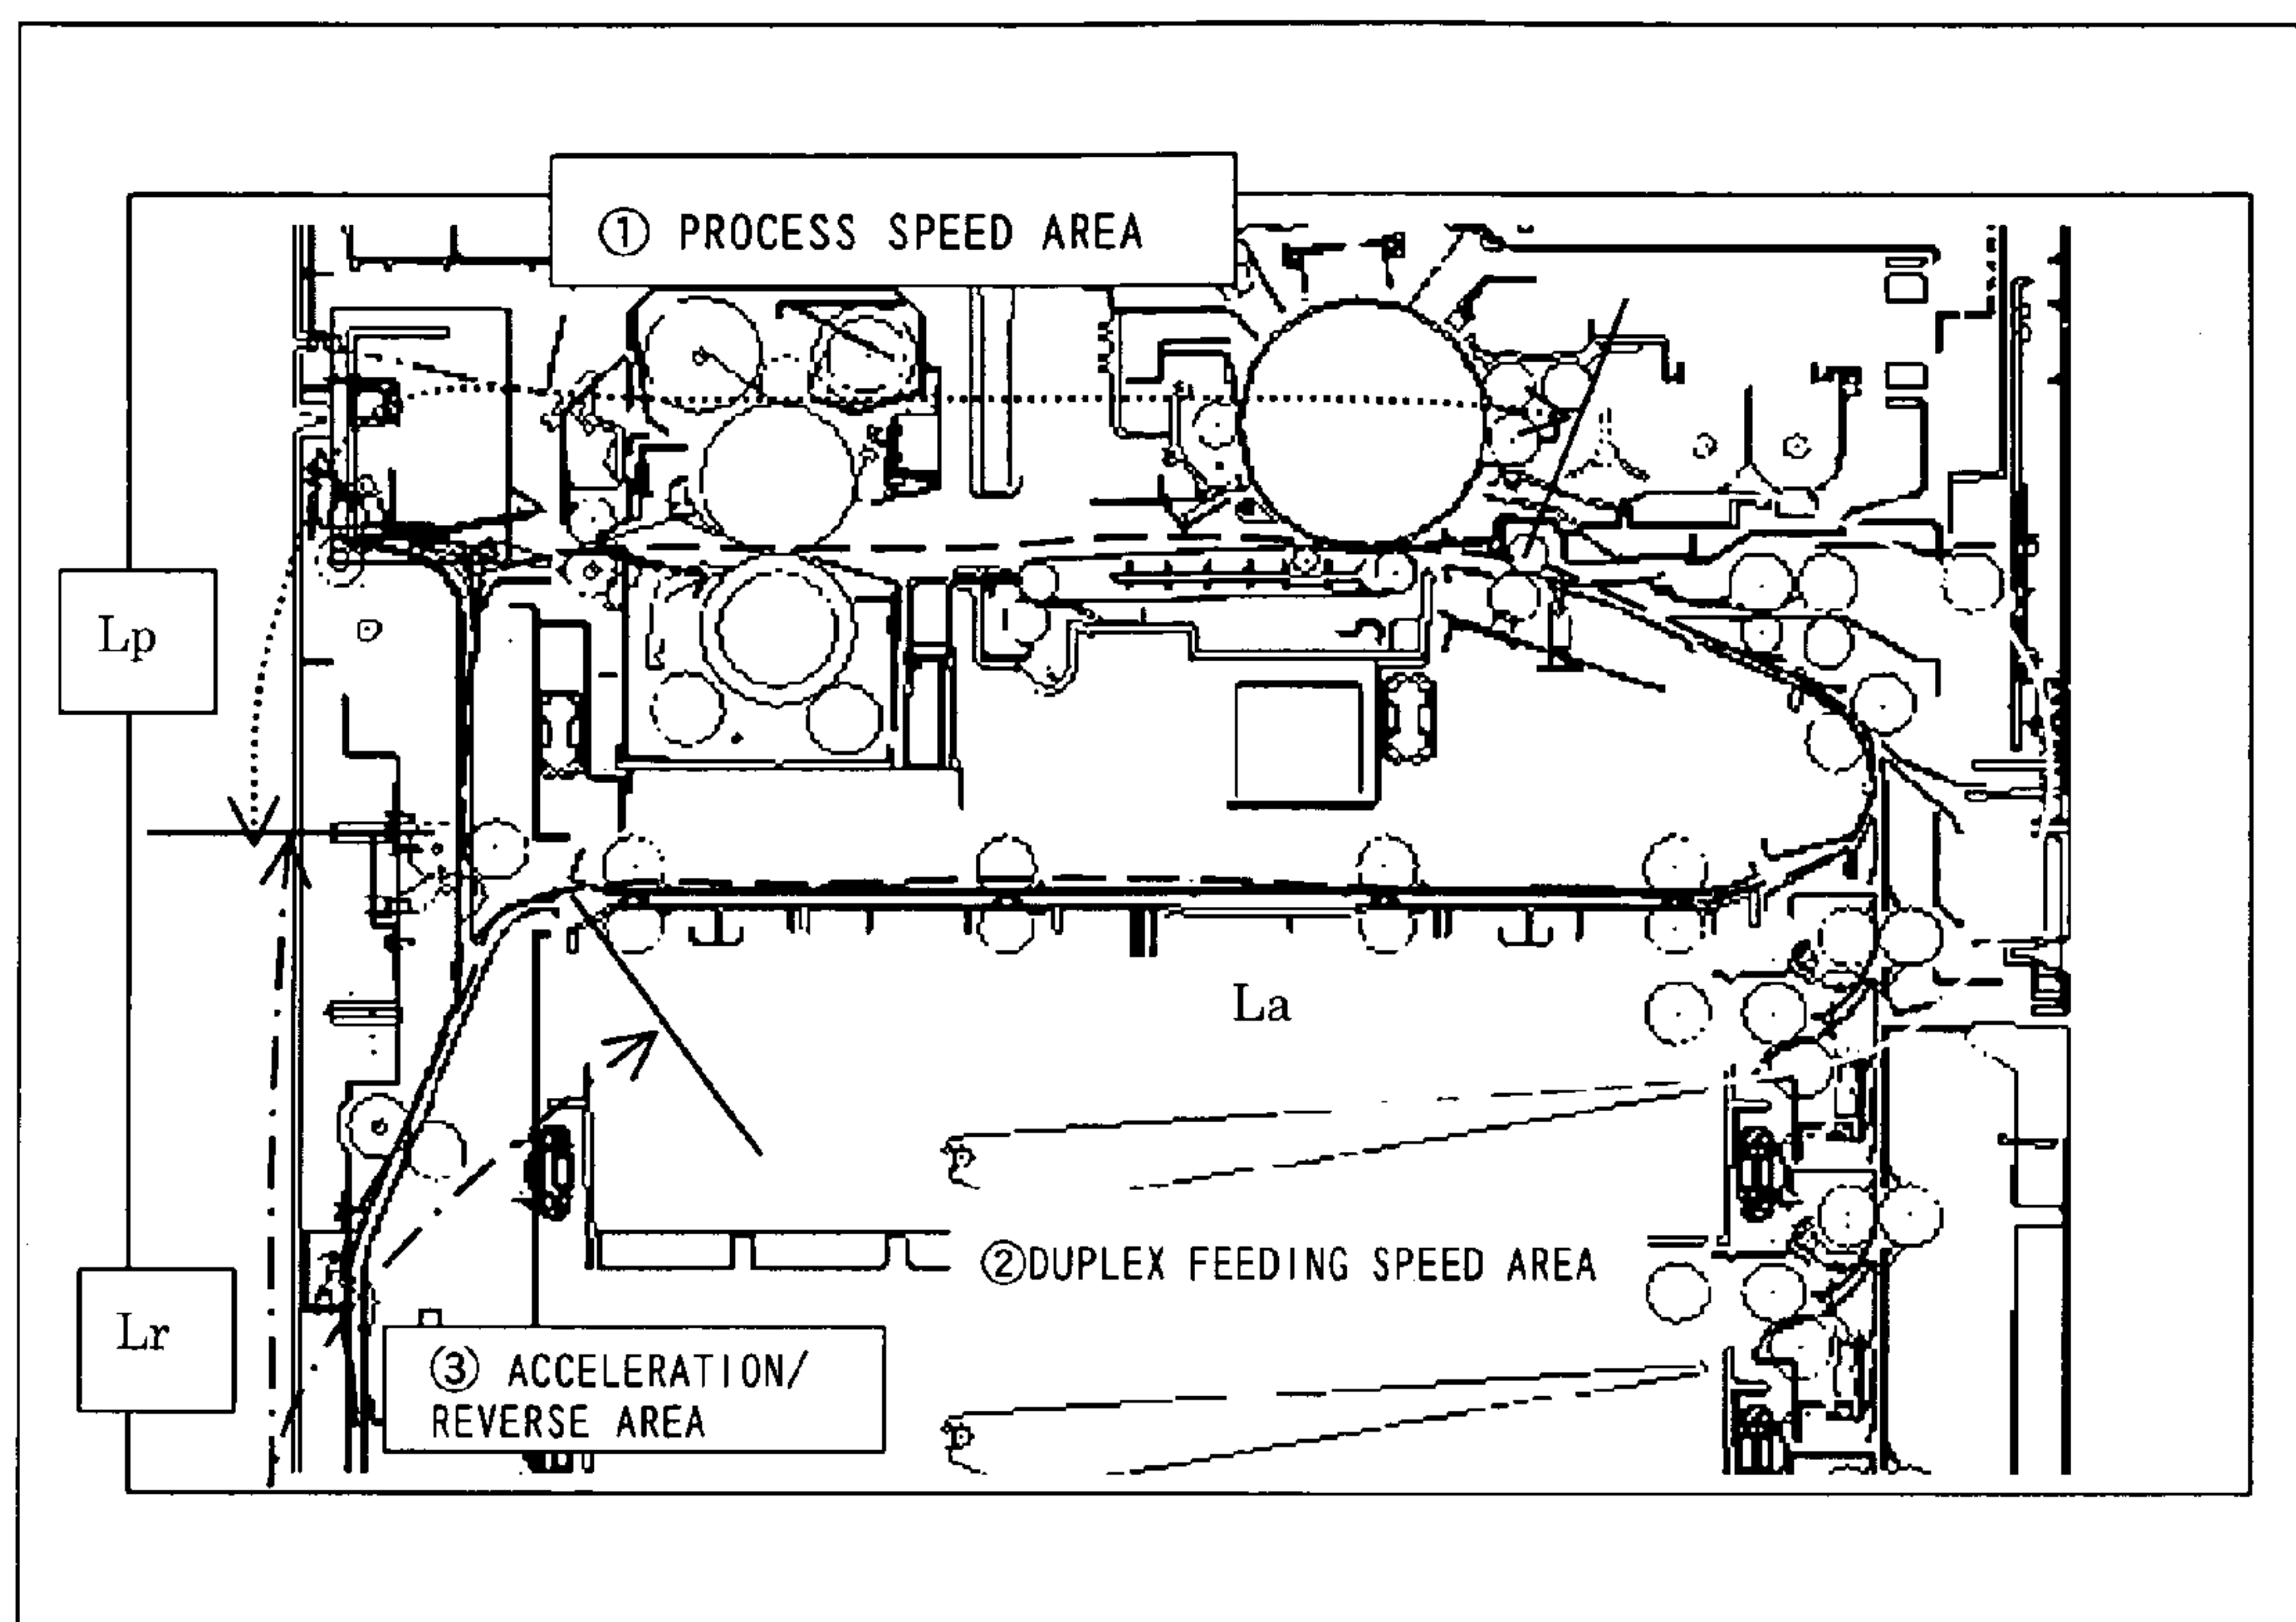 ① PROCESS SPEED AREA
Lp
La
②DUPLEX FEEDING SPEED AREA
Lr
③ ACCELERATION/
REVERSE AREA